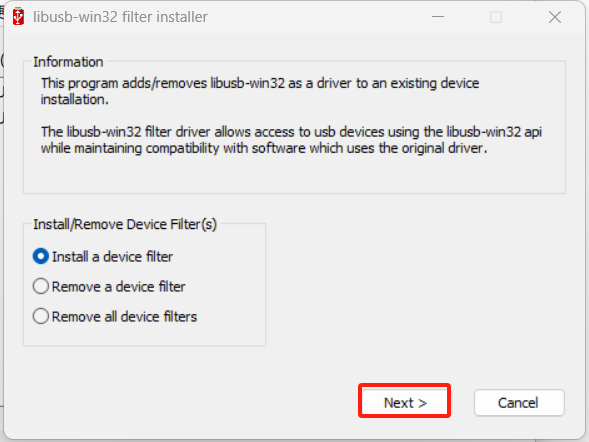 libusb-win32 filter installer
Information
This program adds/removes libusb-win32 as a driver to an existing device
installation.
The libusb-win32 filter driver allows access to usb devices using the libusb-win32 api
while maintaining compatibility with software which uses the original driver.
Install/Remove Device Filter(s)
Install a device filter
Remove a device filter
Remove all device filters
Next >
Cancel